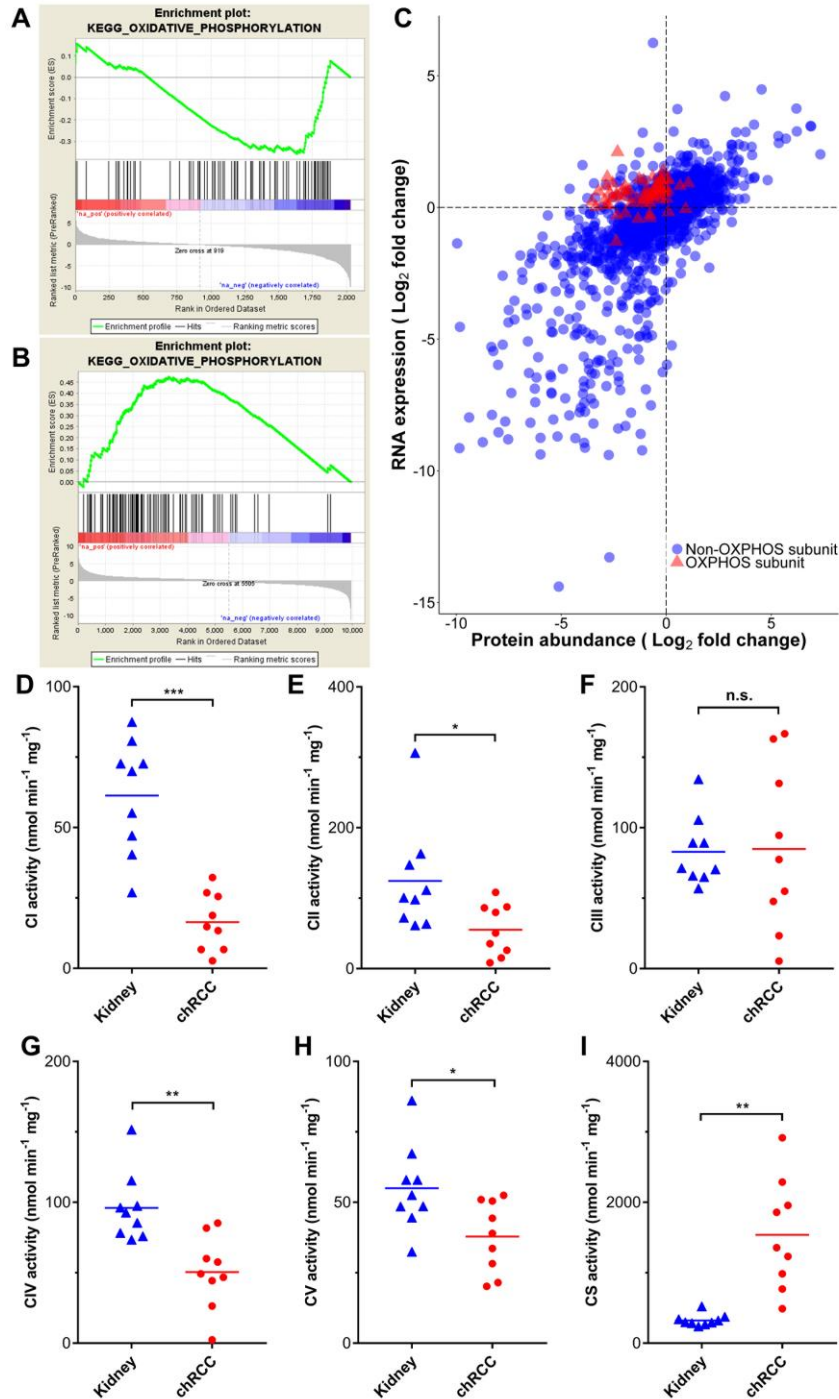 A
Enrichment plot:
KEGG_OXIDATIVE_PHOSPHORYLATION
Enrichment score (ES)
0.1
0.0
-0.1
-0.2
-0.3
'na_pos' (positively correlated)
Ranked list metric (PreRanked)
5
0
-5
-10
Zero cross at 919
'na_neg' (negatively correlated)
0 250 500 750 1,000 1,250 1,500 1,750 2,000
Rank in Ordered Dataset
Enrichment profile Hits Ranking metric scores
B
Enrichment plot:
KEGG_OXIDATIVE_PHOSPHORYLATION
Enrichment score (ES)
0.45
0.40
0.35
0.30
0.25
0.20
0.15
0.10
0.05
0.00
'na_pos' (positively correlated)
Ranked list metric (PreRanked)
10
5
0
-5
-10
'na_neg' (negatively correlated)
0 1,000 2,000 3,000 4,000 5,000 6,000 7,000 8,000 9,000 10,000
Rank in Ordered Dataset
Enrichment profile Hits Ranking metric scores
C
RNA expression ( Log2 fold change)
5
0
-5
-10
-15
Non-OXPHOS subunit
OXPHOS subunit
-10 -5 0 5
Protein abundance ( Log2 fold change)
D
CI activity (nmol min-1 mg-1)
100
50
0
***
Kidney
chRCC
E
CII activity (nmol min-1 mg-1)
400
200
0
*
Kidney
chRCC
F
CIII activity (nmol min-1 mg-1)
200
100
0
n.s.
Kidney
chRCC
G
CIV activity (nmol min-1 mg-1)
200
100
0
**
Kidney
chRCC
H
CV activity (nmol min-1 mg-1)
100
50
0
*
Kidney
chRCC
I
CS activity (nmol min-1 mg-1)
4000
2000
0
**
Kidney
chRCC